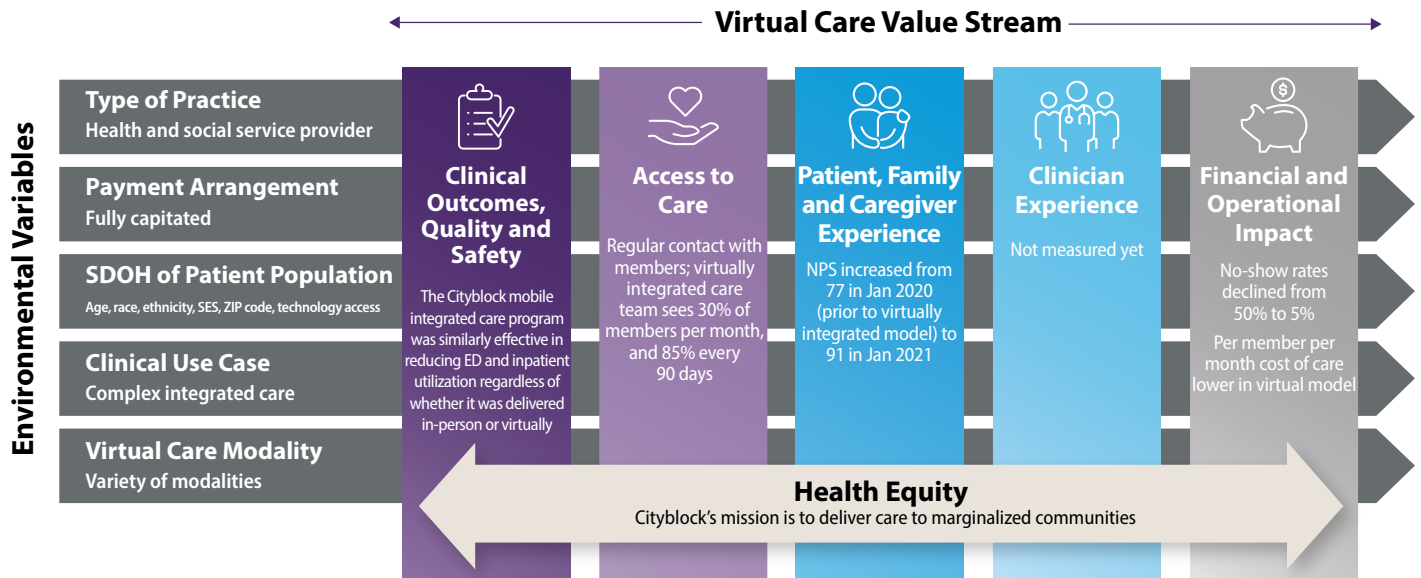 Virtual Care Value Stream
Environmental Variables
Type of Practice
Health and social service provider
Payment Arrangement
Fully capitated
SDOH of Patient Population
Age, race, ethnicity, SES, ZIP code, technology access
Clinical Use Case
Complex integrated care
Virtual Care Modality
Variety of modalities
Clinical
Outcomes,
Quality and
Safety
The Cityblock mobile
integrated care program
was similarly effective in
reducing ED and inpatient
utilization regardless of
whether it was delivered
in-person or virtually
Access to
Care
Regular contact with
members; virtually
integrated care
team sees 30% of
members per month,
and 85% every
90 days
Patient, Family
and Caregiver
Experience
NPS increased from
77 in Jan 2020
(prior to virtually
integrated model) to
91 in Jan 2021
Clinician
Experience
Not measured yet
$
Financial and
Operational
Impact
No-show rates
declined from
50% to 5%
Per member per
month cost of care
lower in virtual model
Health Equity
Cityblock’s mission is to deliver care to marginalized communities